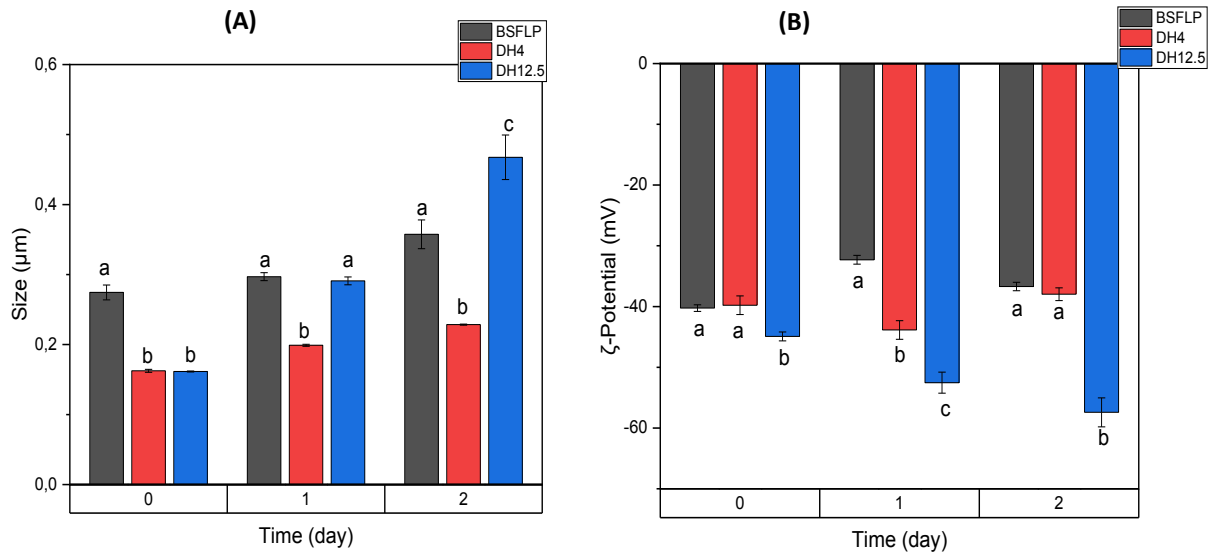 (A)
BSFLP
DH4
DH12.5
0,6
0,4
0,2
0,0
Size (μm)
a
b
b
a
b
a
a
b
c
0
1
2
Time (day)
(B)
BSFLP
DH4
DH12.5
0
-20
-40
-60
ζ-Potential (mV)
a
a
b
a
b
c
a
a
b
0
1
2
Time (day)